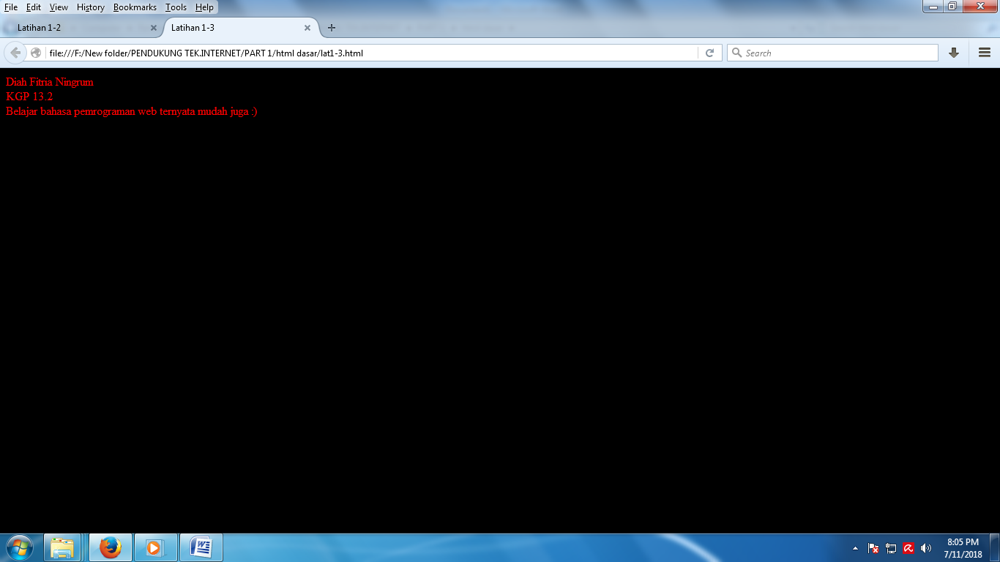 File Edit View History Bookmarks Tools Help
Latihan 1-2
Latihan 1-3
file:///F:/New folder/PENDUKUNG TEK.INTERNET/PART 1/html dasar/lat1-3.html
Search
Diah Fitria Ningrum
KGP 13.2
Belajar bahasa pemrograman web ternyata mudah juga :)
8:05 PM
7/11/2018